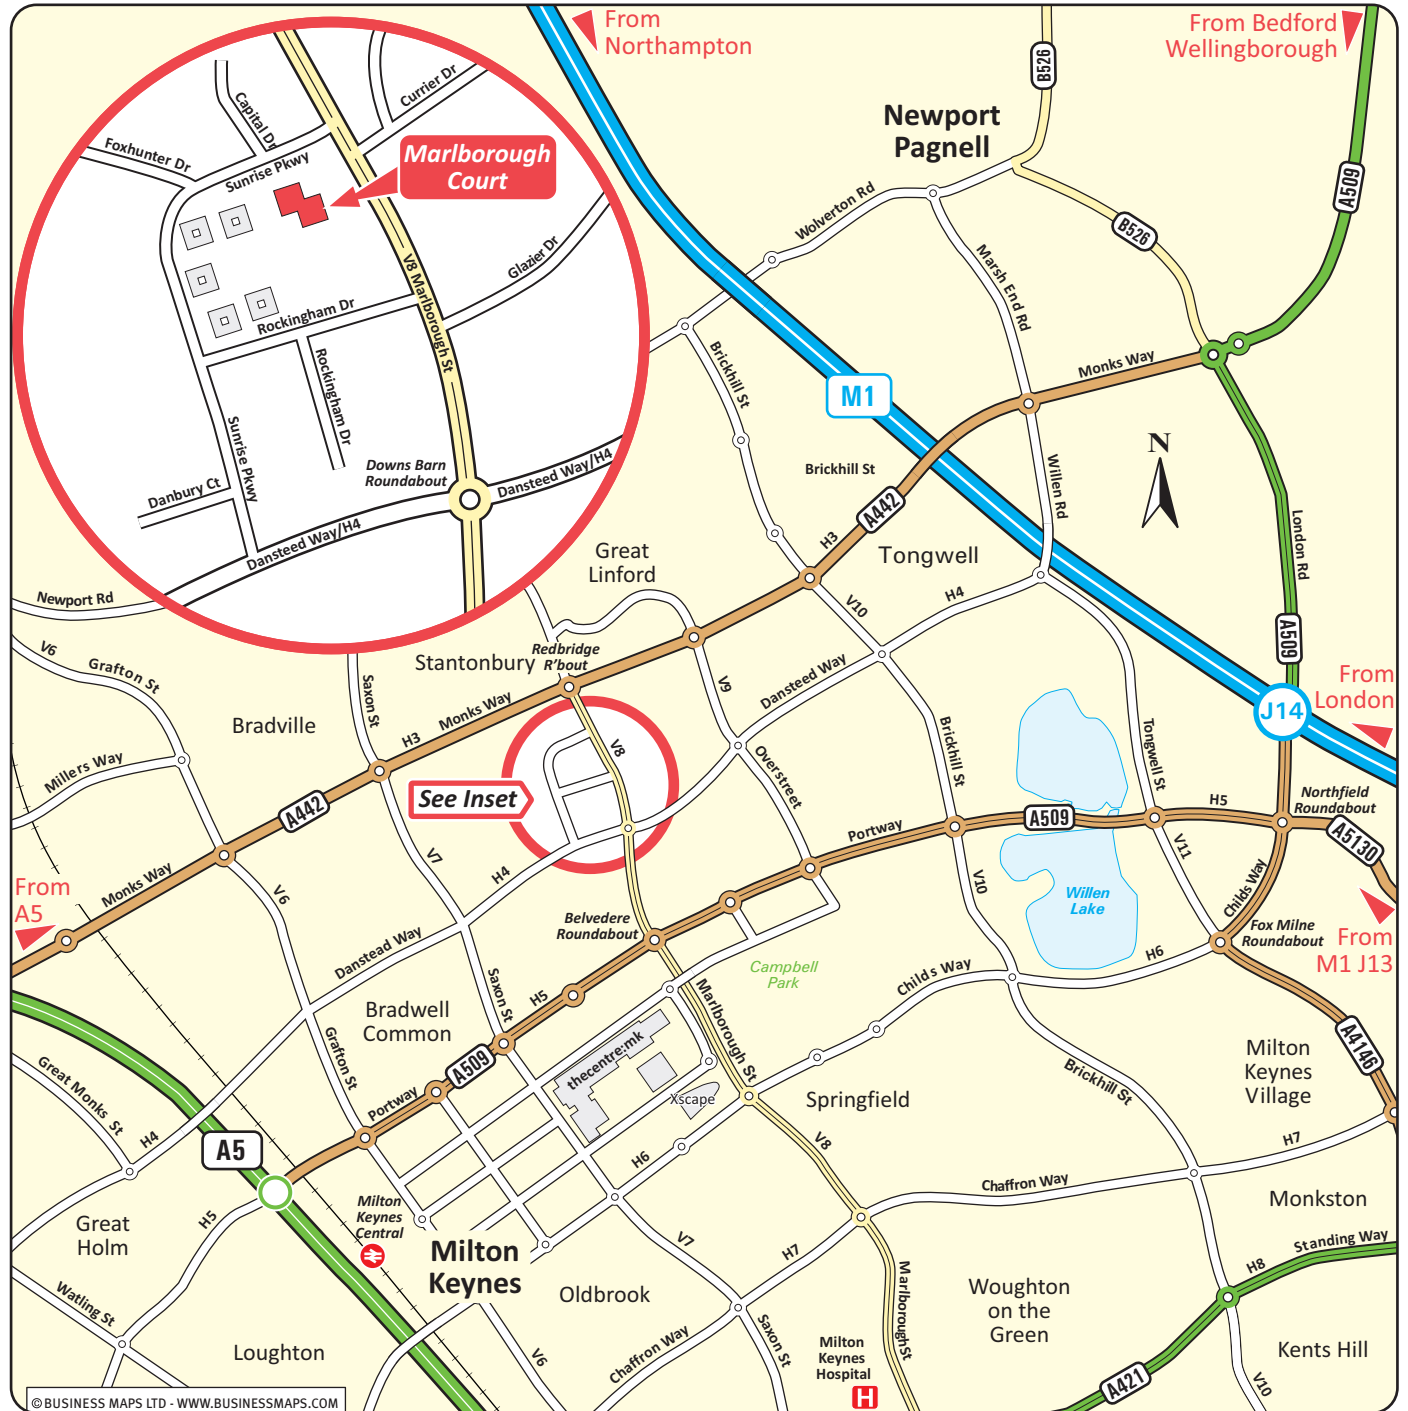 From
Northampton
From Bedford
Wellingborough
B526
Newport
Pagnell
A509
Wolverton Rd
B526
Marsh End Rd
Monks Way
Brickhill St
M1
Brickhill St
A442
Willen Rd
N
London Rd
H3
Tongwell
Great
Linford
H4
V10
A509
Capital Dr
Currier Dr
Foxhunter Dr
Sunrise Pkwy
Marlborough
Court
V8 Marlborough St
Glazier Dr
Rockingham Dr
Rockingham Dr
Sunrise Pkwy
Downs Barn
Roundabout
Dansteed Way/H4
Danbury Ct
Dansteed Way/H4
Newport Rd
V6
Grafton St
Stantonbury
Redbridge
R'bout
Saxon St
Monks Way
H3
Bradville
V9
Dansteed Way
From
London
J14
V8
Brickhill St
Tongwell St
Overstreet
Millers Way
See Inset
A442
H5
Northfield
Roundabout
A509
Portway
A5130
V11
V7
H4
V10
Willen
Lake
Childs Way
From
A5
Monks Way
V6
Belvedere
Roundabout
Fox Milne
Roundabout
From
M1 J13
Danstead Way
H6
Campbell
Park
Childs Way
Saxon St
H5
Marlborough St
Bradwell
Common
Grafton St
A509
thecentre:mk
A4146
Milton
Keynes
Village
Great Monks St
Portway
Xscape
Springfield
Brickhill St
H4
A5
H6
V8
H7
Chaffron Way
Monkston
Milton
Keynes
Central
H5
Great
Holm
Milton
Keynes
V7
H7
Standing Way
H8
Watling St
Oldbrook
Marlborough St
Woughton
on the
Green
Loughton
V6
Chaffron Way
Saxon St
Milton
Keynes
Hospital
H
Kents Hill
A421
V10
© BUSINESS MAPS LTD - WWW.BUSINESSMAPS.COM